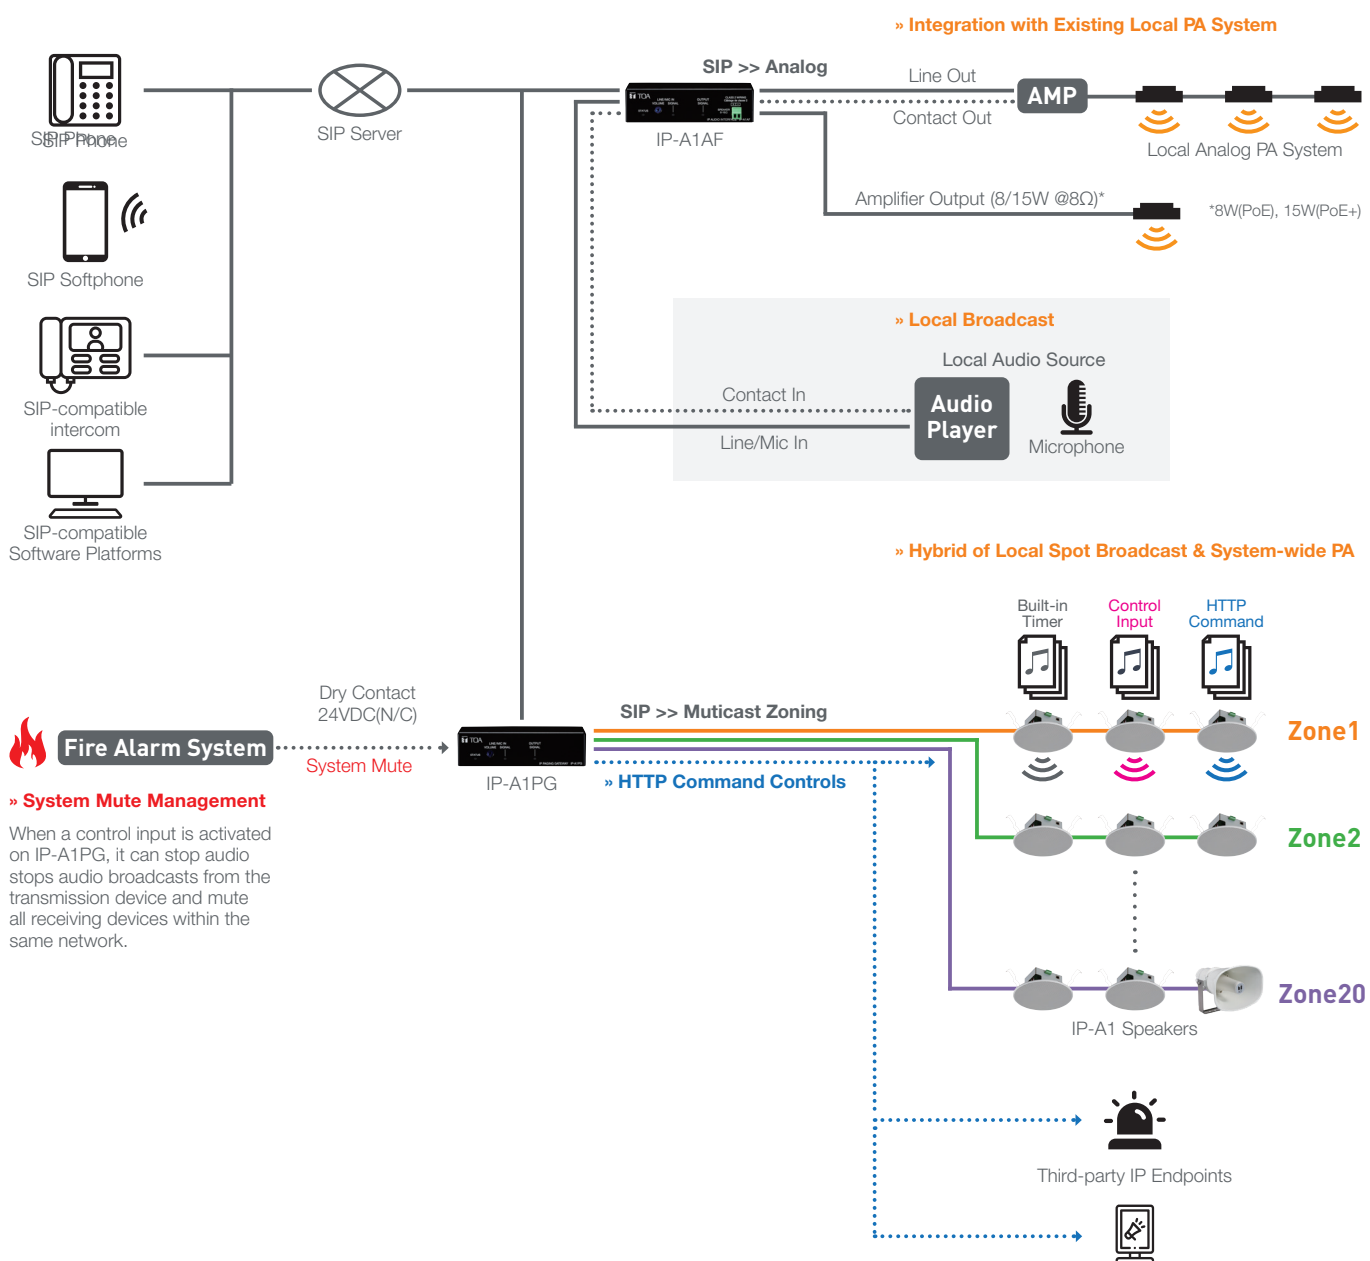 » Integration with Existing Local PA System
SIP >> Analog
Line Out
AMP
Contact Out
SIP Phone
SIP Phone
SIP Server
TOA
IP-A1AF
Local Analog PA System
Amplifier Output (8/15W @8Ω)*
*8W(PoE), 15W(PoE+)
SIP Softphone
» Local Broadcast
Local Audio Source
Contact In
Audio
Player
Line/Mic In
Microphone
SIP-compatible
intercom
SIP-compatible
Software Platforms
» Hybrid of Local Spot Broadcast & System-wide PA
Built-in
Timer
Control
Input
HTTP
Command
Dry Contact
24VDC(N/C)
Fire Alarm System
System Mute
TOA
IP-A1PG
SIP >> Muticast Zoning
» HTTP Command Controls
Zone1
» System Mute Management
When a control input is activated
on IP-A1PG, it can stop audio
stops audio broadcasts from the
transmission device and mute
all receiving devices within the
same network.
Zone2
Zone20
IP-A1 Speakers
Third-party IP Endpoints